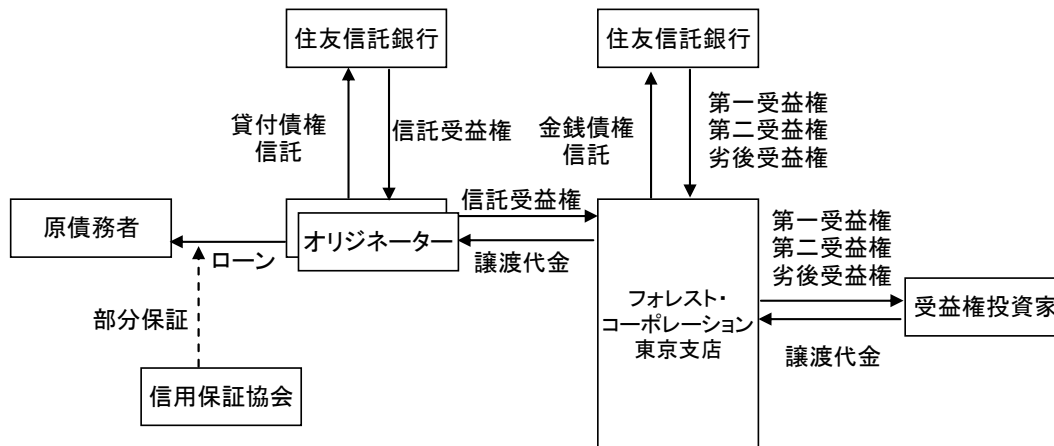 住友信託銀行
住友信託銀行
貸付債権
信託
信託受益権
金銭債権
信託
第一受益権
第二受益権
劣後受益権
原債務者
オリジネーター
信託受益権
ローン
譲渡代金
部分保証
信用保証協会
フォレスト・
コーポレーション
東京支店
第一受益権
第二受益権
劣後受益権
受益権投資家
譲渡代金